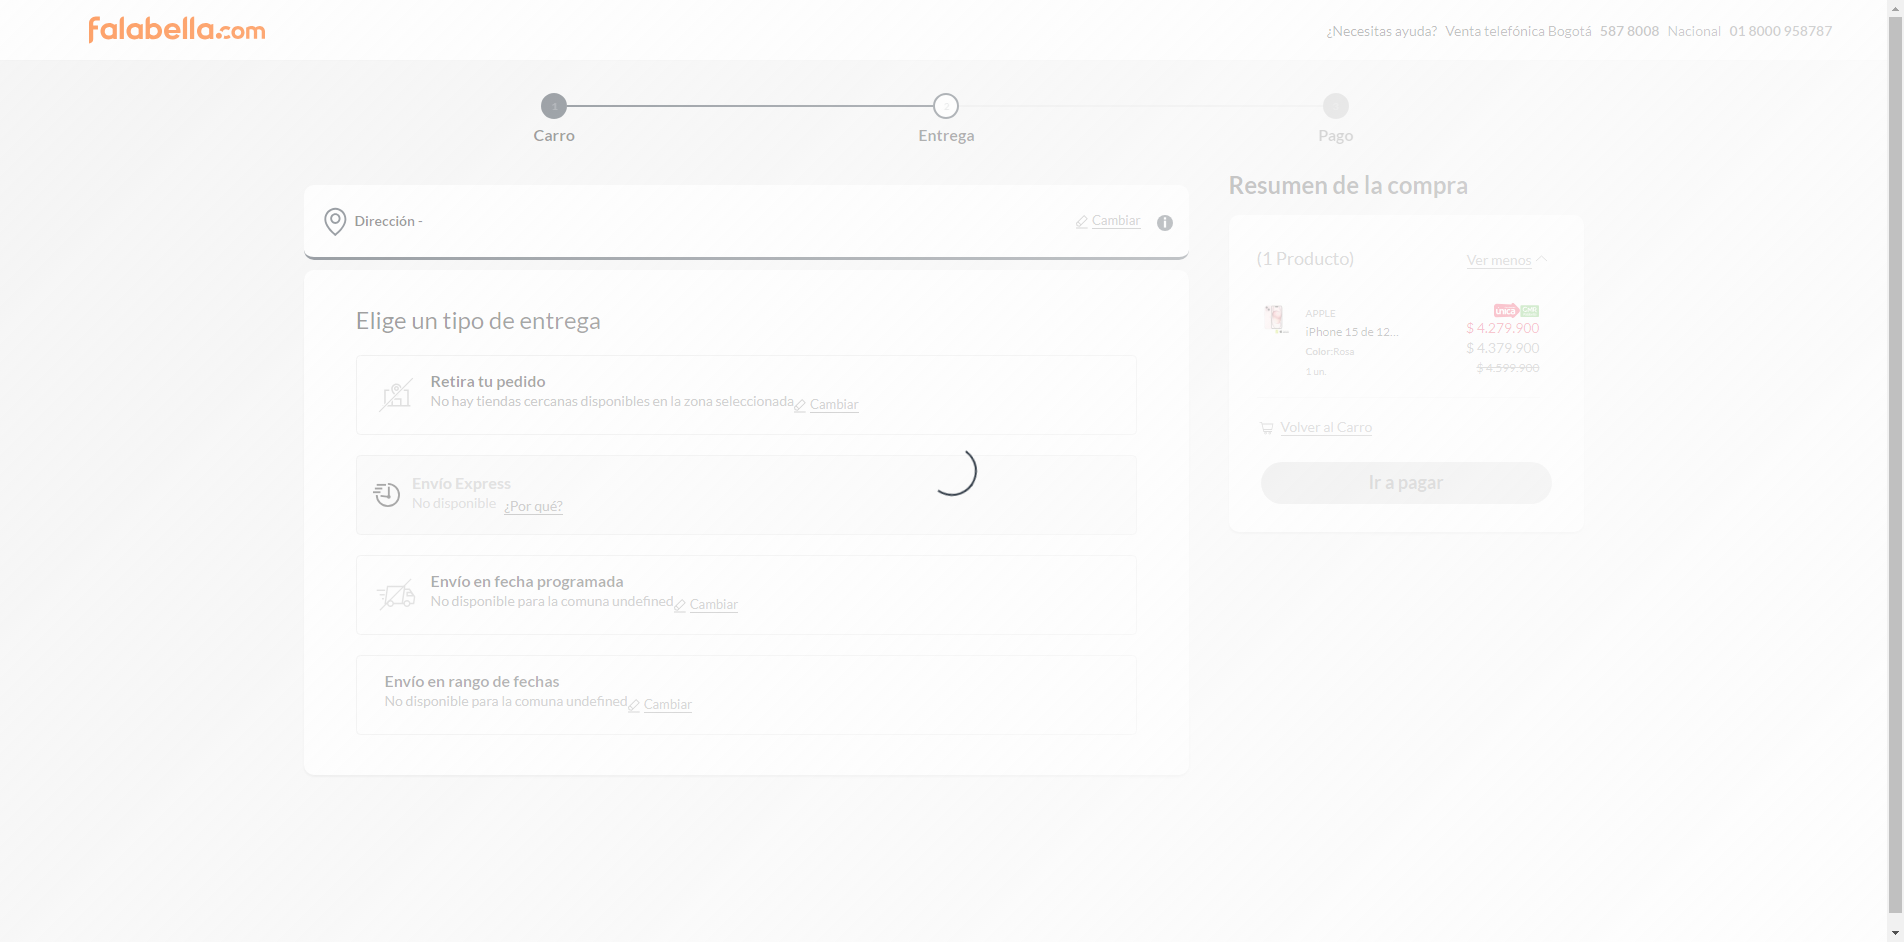 falabella.com
¿Necesitas ayuda? Venta telefónica Bogotá 587 8008 Nacional 01 8000 958787
1
2
Carro
Entrega
Pago
Dirección -
Cambiar
Elige un tipo de entrega
Retira tu pedido
No hay tiendas cercanas disponibles en la zona seleccionada Cambiar
Envío Express
No disponible ¿Por qué?
Envío en fecha programada
No disponible para la comuna undefined Cambiar
Envío en rango de fechas
No disponible para la comuna undefined Cambiar
Resumen de la compra
(1 Producto)
Ver menos
APPLE
iPhone 15 de 12...
Color:Rosa
1 un.
única
$ 4.279.900
$ 4.379.900
$ 4.599.900
Volver al Carro
Ir a pagar